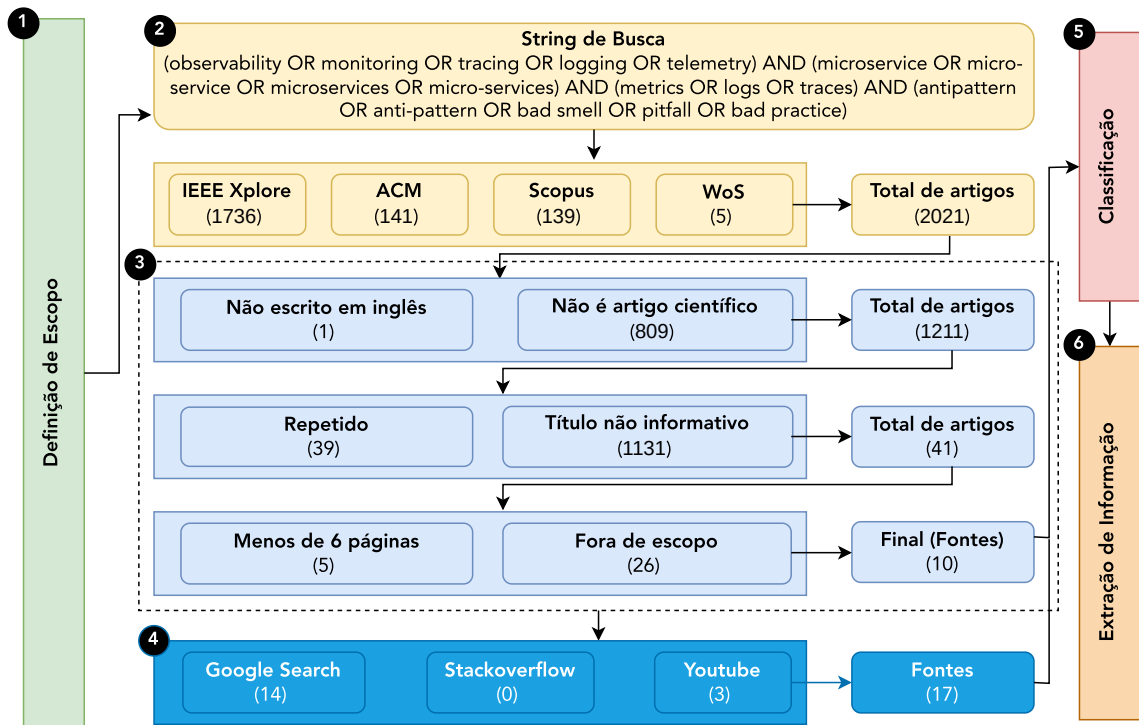 1
Definição de Escopo
2
String de Busca
(observability OR monitoring OR tracing OR logging OR telemetry) AND (microservice OR micro-
service OR microservices OR micro-services) AND (metrics OR logs OR traces) AND (antipattern
OR anti-pattern OR bad smell OR pitfall OR bad practice)
IEEE Xplore
(1736)
ACM
(141)
Scopus
(139)
WoS
(5)
Total de artigos
(2021)
3
Não escrito em inglês
(1)
Não é artigo científico
(809)
Total de artigos
(1211)
Repetido
(39)
Título não informativo
(1131)
Total de artigos
(41)
Menos de 6 páginas
(5)
Fora de escopo
(26)
Final (Fontes)
(10)
4
Google Search
(14)
Stackoverflow
(0)
Youtube
(3)
Fontes
(17)
5
Classificação
6
Extração de Informação